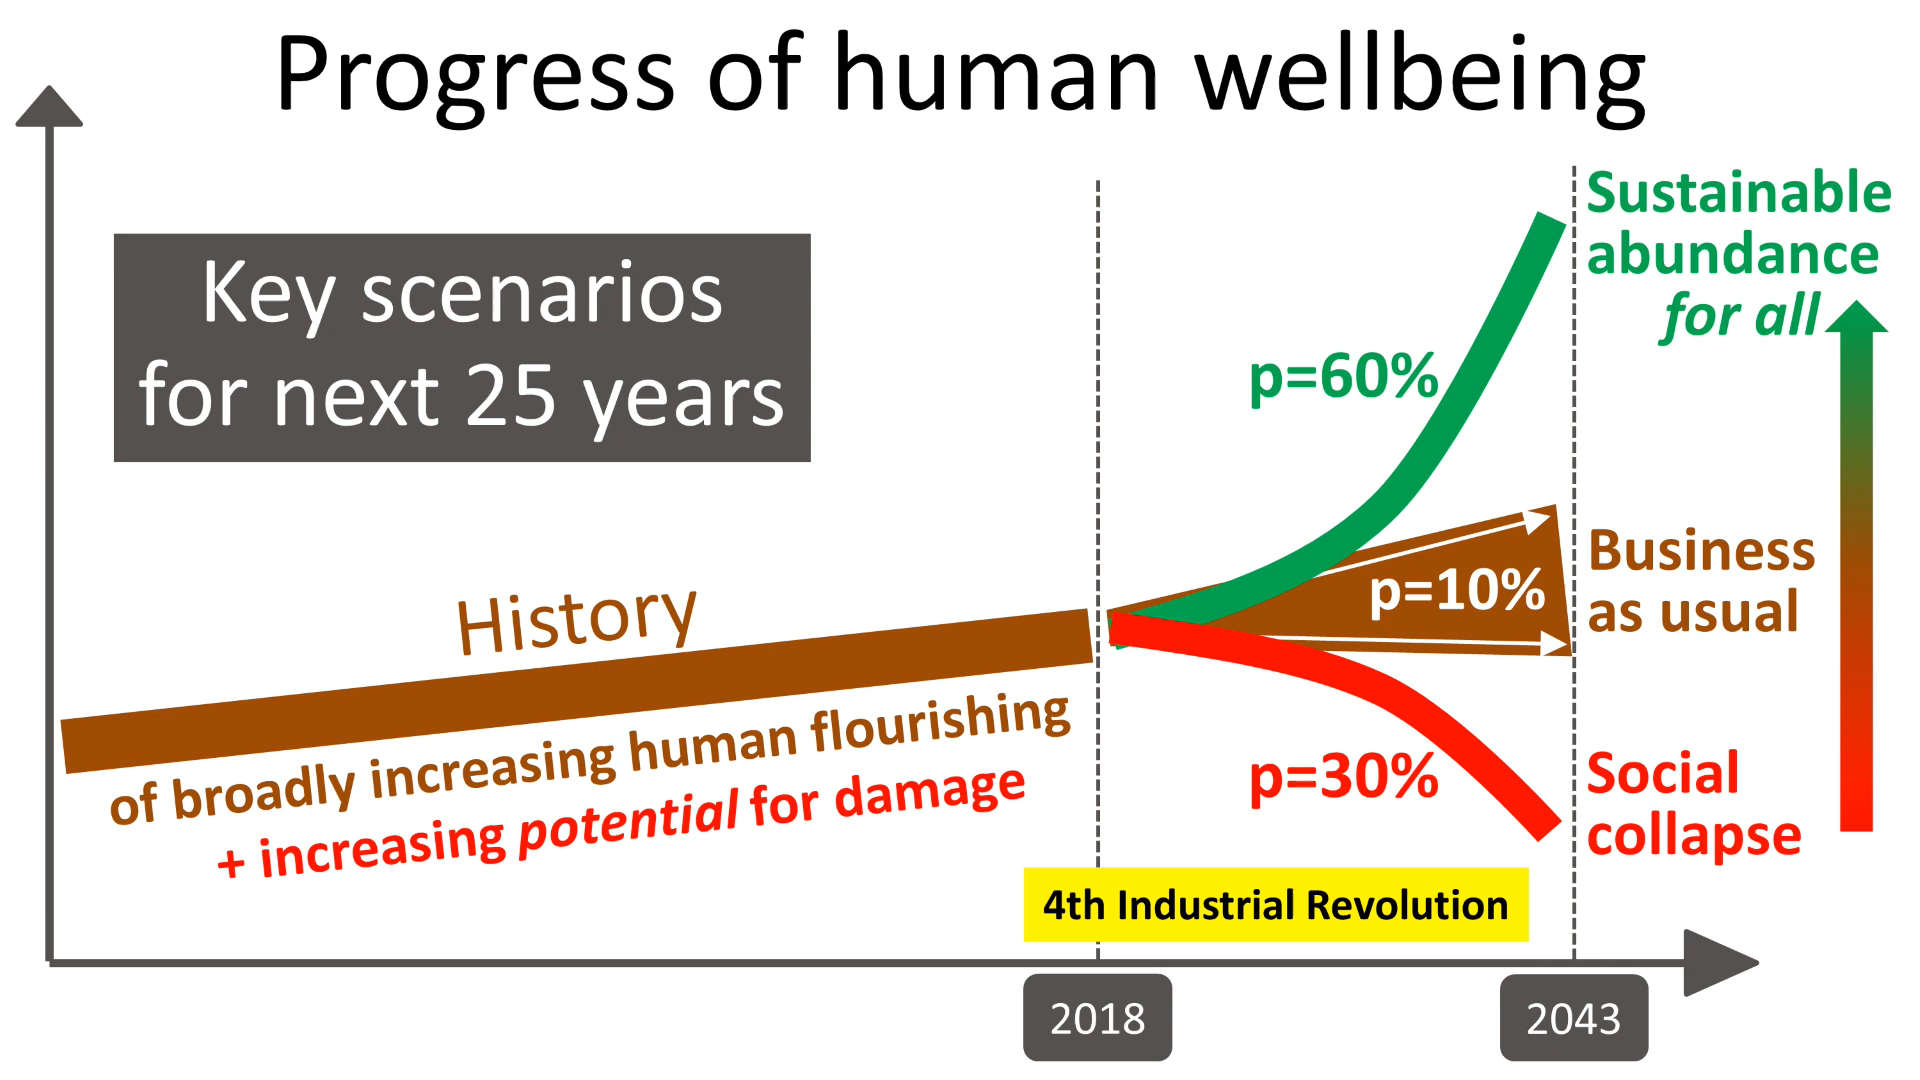 Progress of human wellbeing
Key scenarios
for next 25 years
History
of broadly increasing human flourishing
+ increasing potential for damage
p=60%
p=10%
p=30%
Sustainable
abundance
for all
Business
as usual
Social
collapse
4th Industrial Revolution
2018
2043